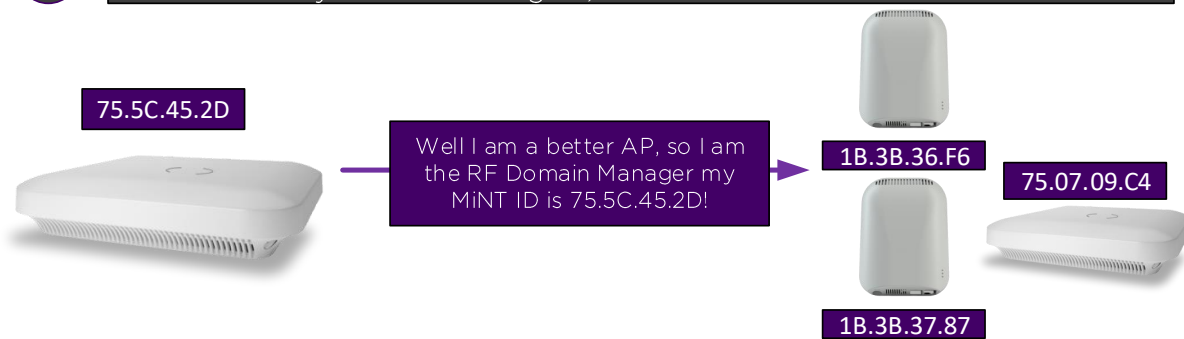 75.5C.45.2D
Well I am a better AP, so I am
the RF Domain Manager my
MiNT ID is 75.5C.45.2D!
1B.3B.36.F6
75.07.09.C4
1B.3B.37.87